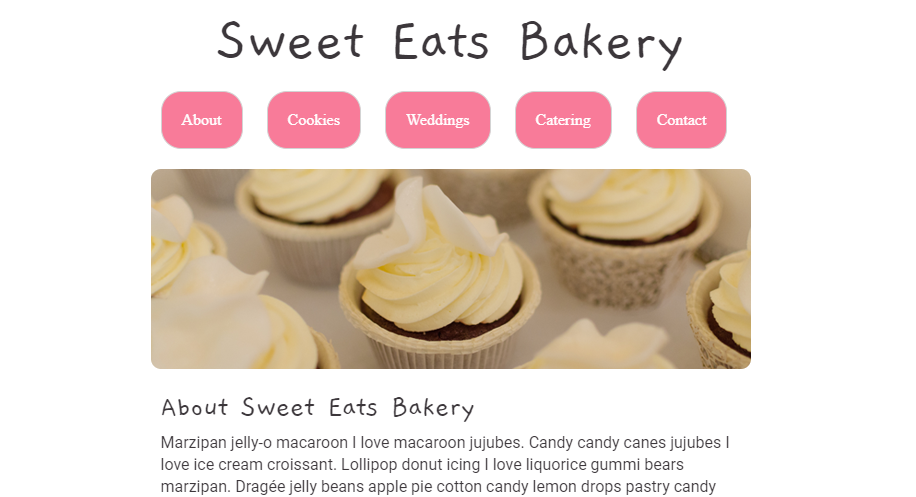 Sweet Eats Bakery
About
Cookies
Weddings
Catering
Contact
About Sweet Eats Bakery
Marzipan jelly-o macaroon I love macaroon jujubes. Candy candy canes jujubes I
love ice cream croissant. Lollipop donut icing I love liquorice gummi bears
marzipan. Dragée jelly beans apple pie cotton candy lemon drops pastry candy